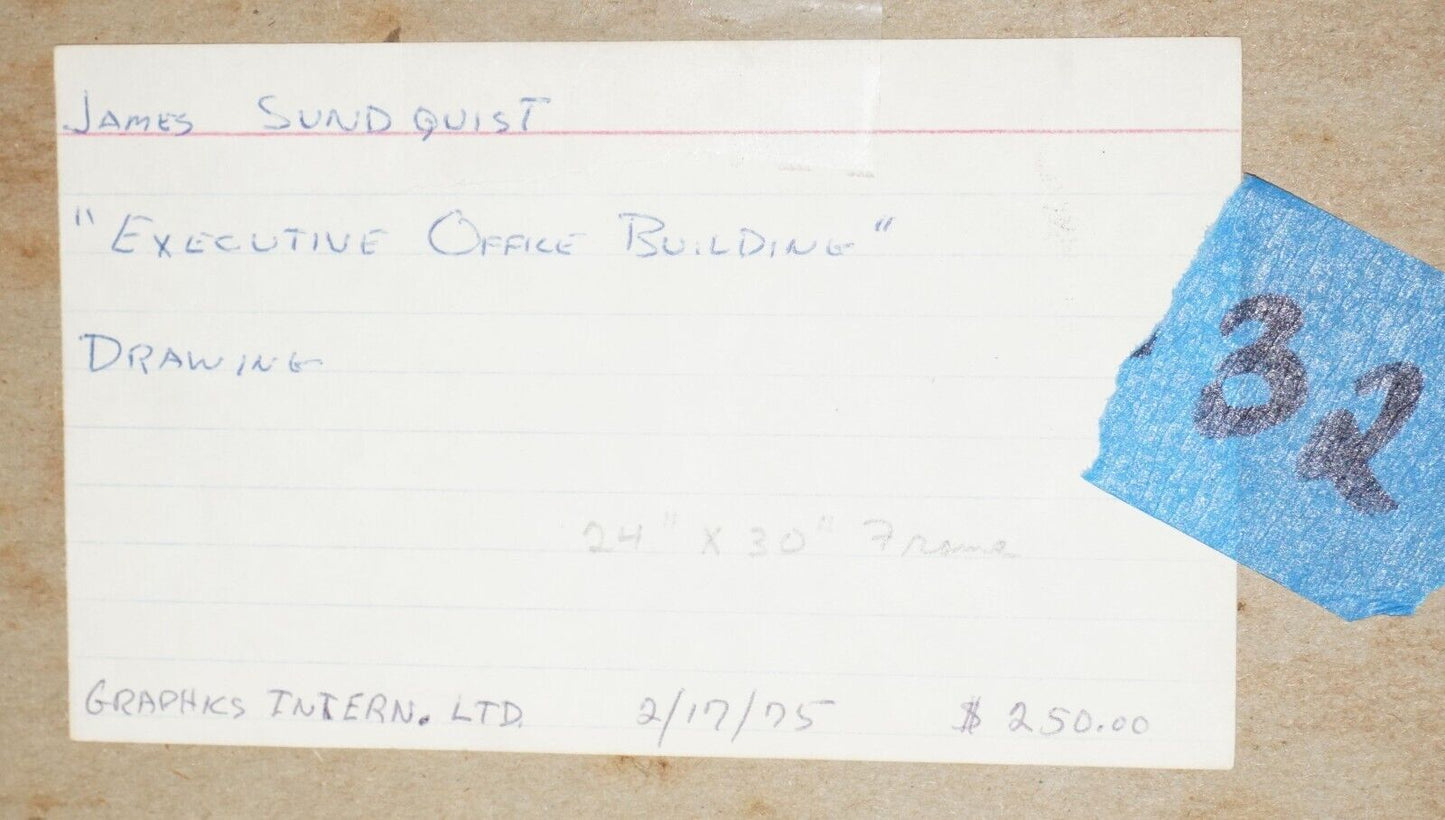 JAMES SUNDQUIST
"EXECUTIVE OFFICE BUILDING"
DRAWING
32
24" X 30" Frame
GRAPHICS INTERN. LTD. 2/17/75 $250.00